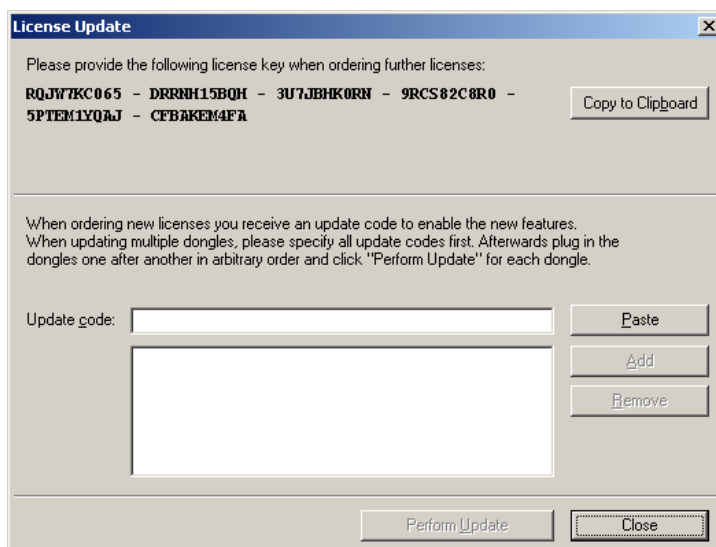 License Update
Please provide the following license key when ordering further licenses:
RQJW7KC065 - DRRNH15BQH - 3U7JBHK0RN - 9RCS82C8R0 -
5PTEM1YQAJ - CFBAKEM4FA
Copy to Clipboard
When ordering new licenses you receive an update code to enable the new features.
When updating multiple dongles, please specify all update codes first. Afterwards plug in the
dongles one after another in arbitrary order and click "Perform Update" for each dongle.
Update code:
Paste
Add
Remove
Perform Update
Close